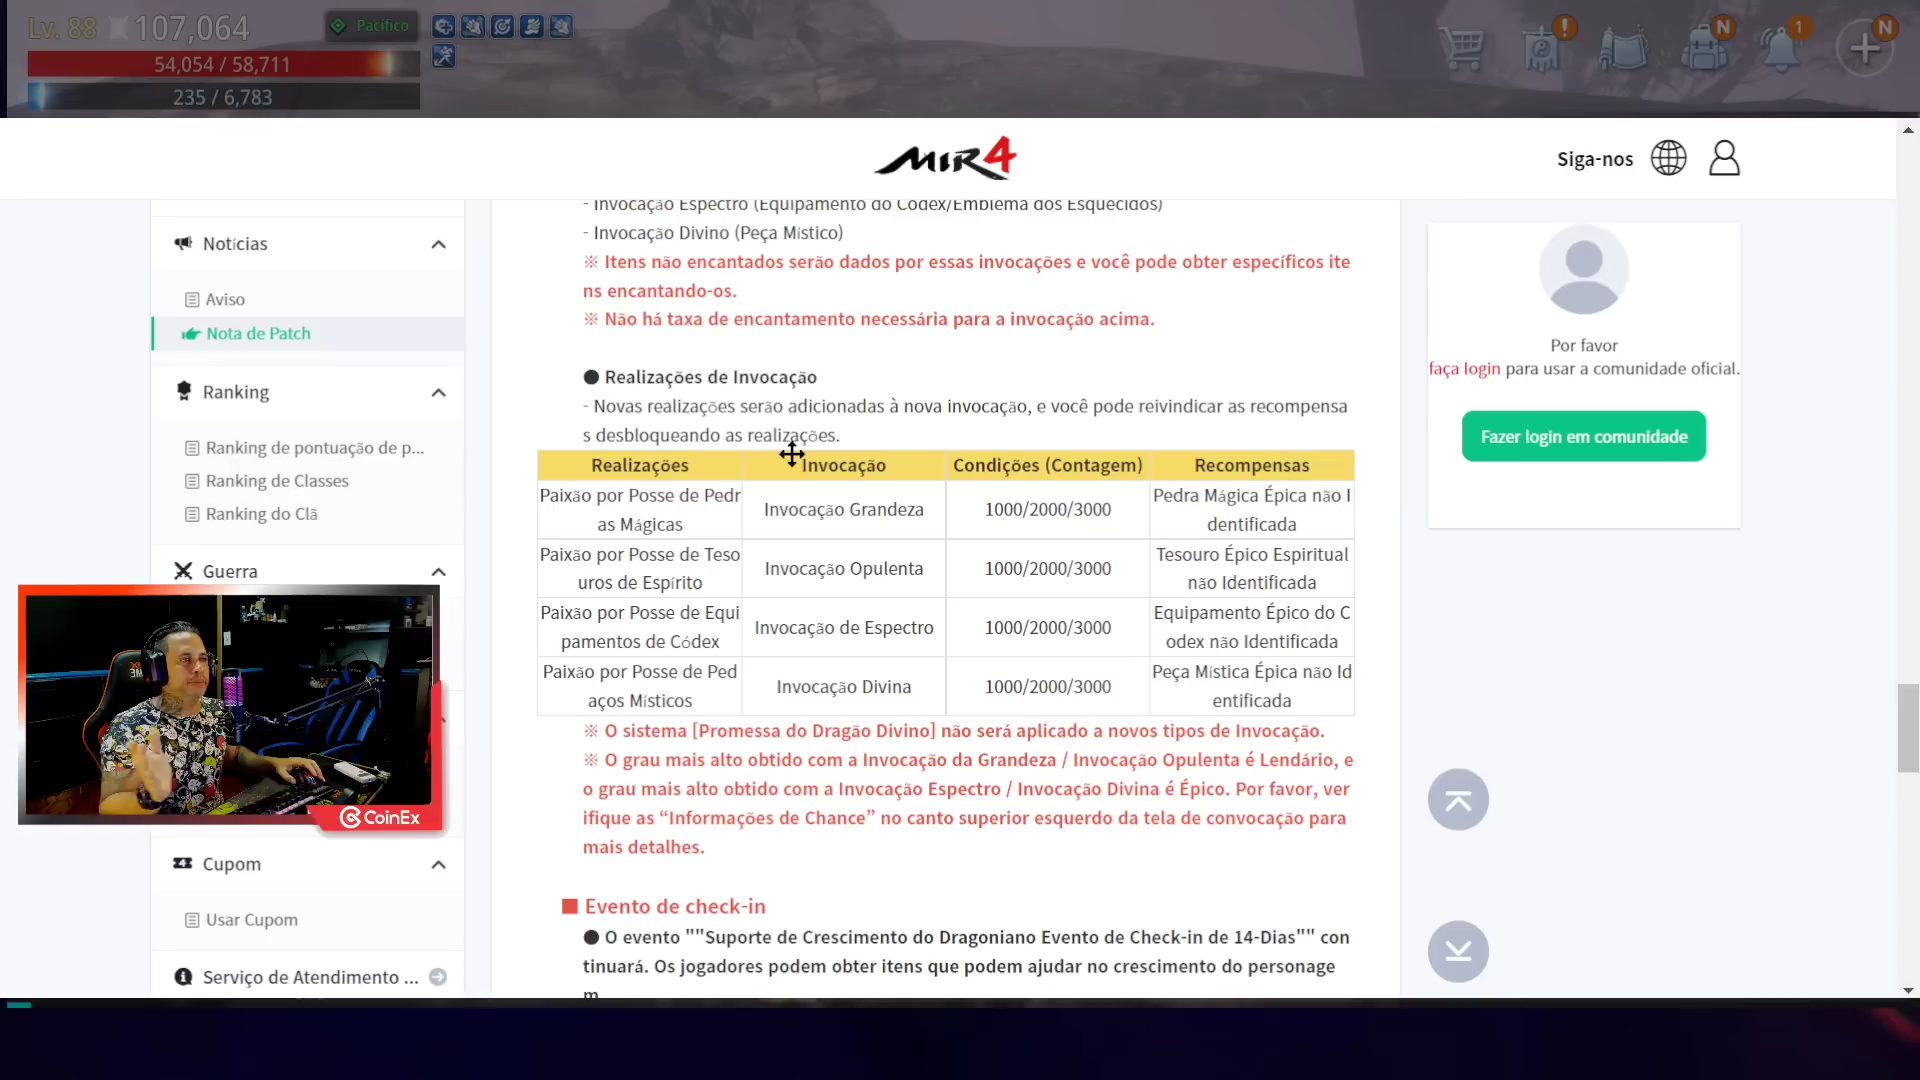 Lv. 88 107,064
Pacífico
54,054 / 58,711
235 / 6,783
N
1
N
MIR4
Siga-nos
Notícias
Aviso
Nota de Patch
Ranking
Ranking de pontuação de p...
Ranking de Classes
Ranking do Clã
Guerra
Cupom
Usar Cupom
Serviço de Atendimento ...
CoinEx
- Invocação Espectro (Equipamento do Codex/Emblema dos Esquecidos)
- Invocação Divino (Peça Místico)
※ Itens não encantados serão dados por essas invocações e você pode obter específicos ite
ns encantando-os.
※ Não há taxa de encantamento necessária para a invocação acima.
● Realizações de Invocação
- Novas realizações serão adicionadas à nova invocação, e você pode reivindicar as recompensa
s desbloqueando as realizações.
Realizações Invocação Condições (Contagem) Recompensas
Paixão por Posse de Pedr
as Mágicas
Invocação Grandeza
1000/2000/3000
Pedra Mágica Épica não I
dentificada
Paixão por Posse de Teso
uros de Espírito
Invocação Opulenta
1000/2000/3000
Tesouro Épico Espiritual
não Identificada
Paixão por Posse de Equi
pamentos de Códex
Invocação de Espectro
1000/2000/3000
Equipamento Épico do C
odex não Identificada
Paixão por Posse de Ped
aços Místicos
Invocação Divina
1000/2000/3000
Peça Mística Épica não Id
entificada
※ O sistema [Promessa do Dragão Divino] não será aplicado a novos tipos de Invocação.
※ O grau mais alto obtido com a Invocação da Grandeza / Invocação Opulenta é Lendário, e
o grau mais alto obtido com a Invocação Espectro / Invocação Divina é Épico. Por favor, ver
ifique as “Informações de Chance” no canto superior esquerdo da tela de convocação para
mais detalhes.
■ Evento de check-in
● O evento ""Suporte de Crescimento do Dragoniano Evento de Check-in de 14-Dias"" con
tinuará. Os jogadores podem obter itens que podem ajudar no crescimento do personage
m
Por favor
faça login para usar a comunidade oficial.
Fazer login em comunidade